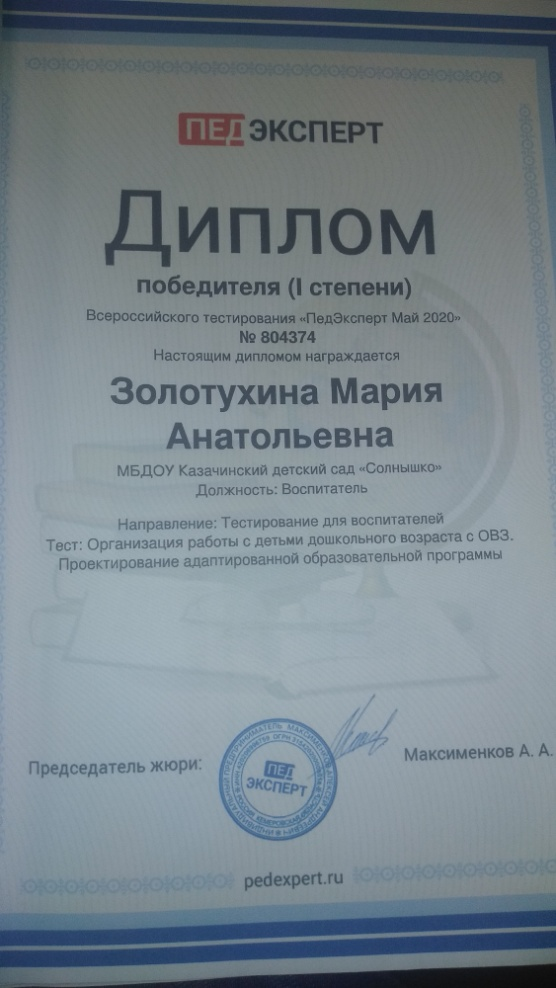 ПЕДЭКСПЕРТ
Диплом
победителя (I степени)
Всероссийского тестирования «ПедЭксперт Май 2020»
№ 804374
Настоящим дипломом награждается
Золотухина Мария
Анатольевна
МБДОУ Казачинский детский сад «Солнышко»
Должность: Воспитатель
Направление: Тестирование для воспитателей
Тест: Организация работы с детьми дошкольного возраста с ОВЗ.
Проектирование адаптированной образовательной программы
Председатель жюри:
ПЕД
ЭКСПЕРТ
Максименков А. А.
pedexpert.ru